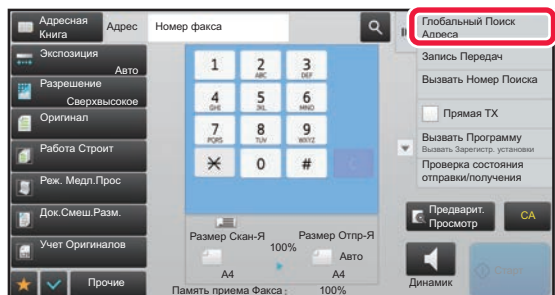 Адресная
Книга
Адрес
Номер факса
Экспозиция
Авто
Разрешение
Сверхвысокое
Оригинал
Работа Строит
Реж. Медл.Прос
Док.Смеш.Разм.
Учет Оригиналов
Прочие
1
2
ABC
3
DEF
4
GHI
5
JKL
6
MNO
7
PQRS
8
TUV
9
WXYZ
0
#
Размер Скан-Я
100%
Размер Отпр-Я
Авто
A4
A4
Память приема Факса :
100%
Глобальный Поиск
Адреса
Запись Передач
Вызвать Номер Поиска
Прямая TX
Вызвать Программу
Вызвать Зарегистр. установки
Проверка состояния
отправки/получения
Предварит.
Просмотр
CA
Динамик
Старт